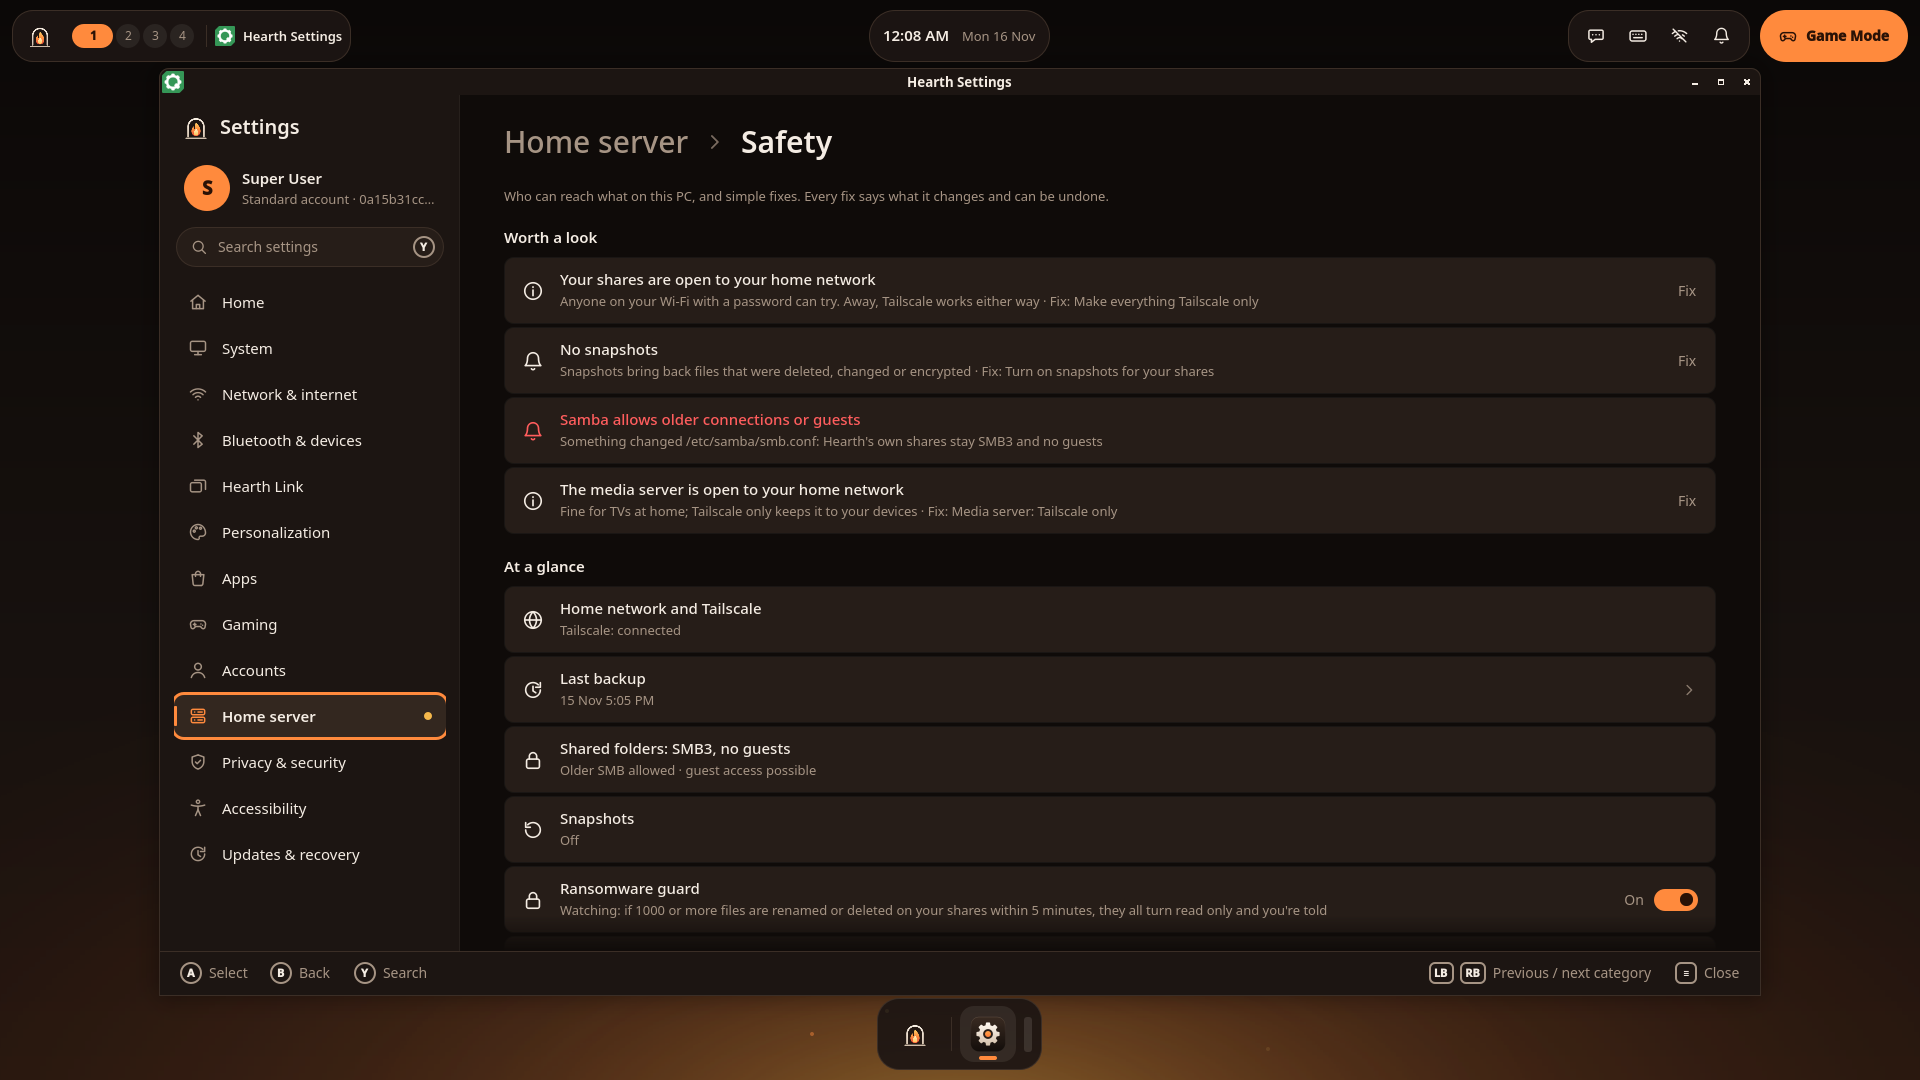 1 2 3 4 Hearth Settings
12:08 AM Mon 16 Nov
Game Mode
Hearth Settings
Settings
S
Super User
Standard account · 0a15b31cc...
Search settings Y
Home
System
Network & internet
Bluetooth & devices
Hearth Link
Personalization
Apps
Gaming
Accounts
Home server
Privacy & security
Accessibility
Updates & recovery
Home server > Safety
Who can reach what on this PC, and simple fixes. Every fix says what it changes and can be undone.
Worth a look
Your shares are open to your home network
Anyone on your Wi-Fi with a password can try. Away, Tailscale works either way · Fix: Make everything Tailscale only
Fix
No snapshots
Snapshots bring back files that were deleted, changed or encrypted · Fix: Turn on snapshots for your shares
Fix
Samba allows older connections or guests
Something changed /etc/samba/smb.conf: Hearth's own shares stay SMB3 and no guests
The media server is open to your home network
Fine for TVs at home; Tailscale only keeps it to your devices · Fix: Media server: Tailscale only
Fix
At a glance
Home network and Tailscale
Tailscale: connected
Last backup
15 Nov 5:05 PM
Shared folders: SMB3, no guests
Older SMB allowed · guest access possible
Snapshots
Off
Ransomware guard
Watching: if 1000 or more files are renamed or deleted on your shares within 5 minutes, they all turn read only and you're told
On
A Select B Back Y Search
LB RB Previous / next category ≡ Close